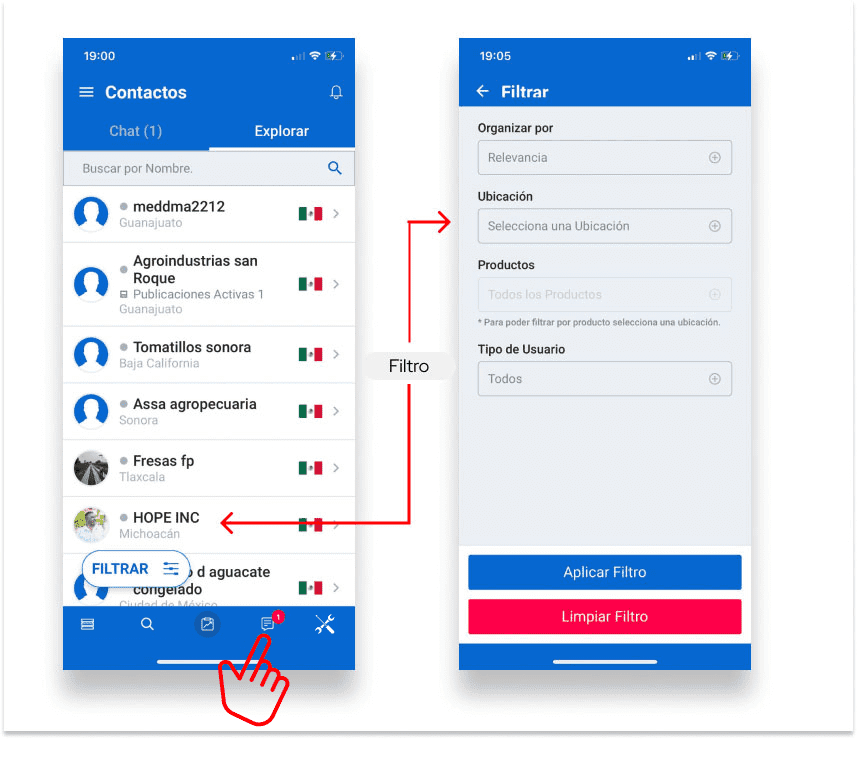 19:00
Contactos
Chat (1)
Explorar
Buscar por Nombre.
meddma2212
Guanajuato
Agroindustrias san
Roque
Publicaciones Activas 1
Guanajuato
Tomatillos sonora
Baja California
Assa agropecuaria
Sonora
Fresas fp
Tlaxcala
HOPE INC
Michoacán
FILTRAR
o d aguacate
congelado
Ciudad de México
1
Filtro
19:05
Filtrar
Organizar por
Relevancia
Ubicación
Selecciona una Ubicación
Productos
Todos los Productos
* Para poder filtrar por producto selecciona una ubicación.
Tipo de Usuario
Todos
Aplicar Filtro
Limpiar Filtro